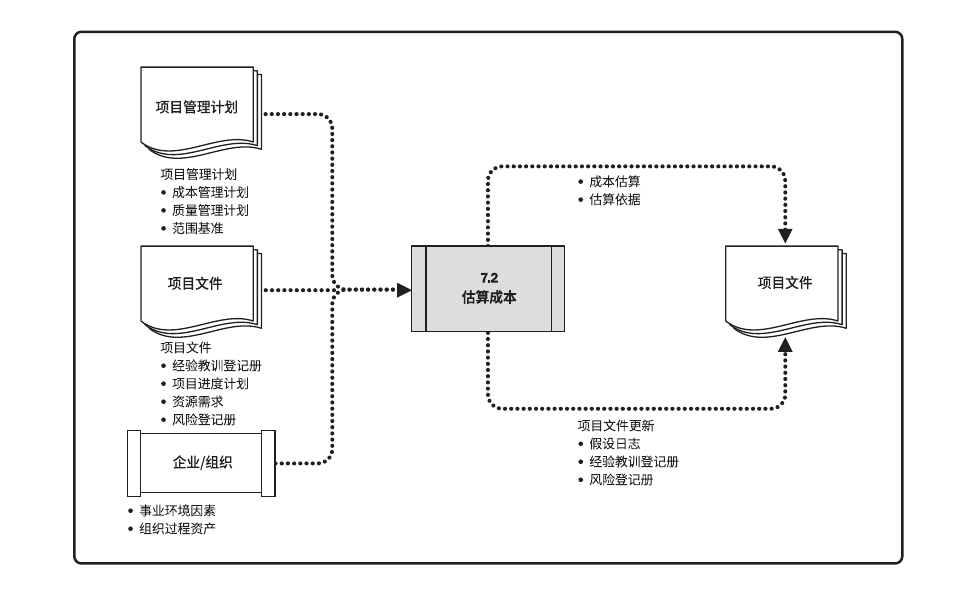 项目管理计划
项目管理计划
• 成本管理计划
• 质量管理计划
• 范围基准
项目文件
项目文件
• 经验教训登记册
• 项目进度计划
• 资源需求
• 风险登记册
企业/组织
• 事业环境因素
• 组织过程资产
7.2
估算成本
• 成本估算
• 估算依据
项目文件
项目文件更新
• 假设日志
• 经验教训登记册
• 风险登记册